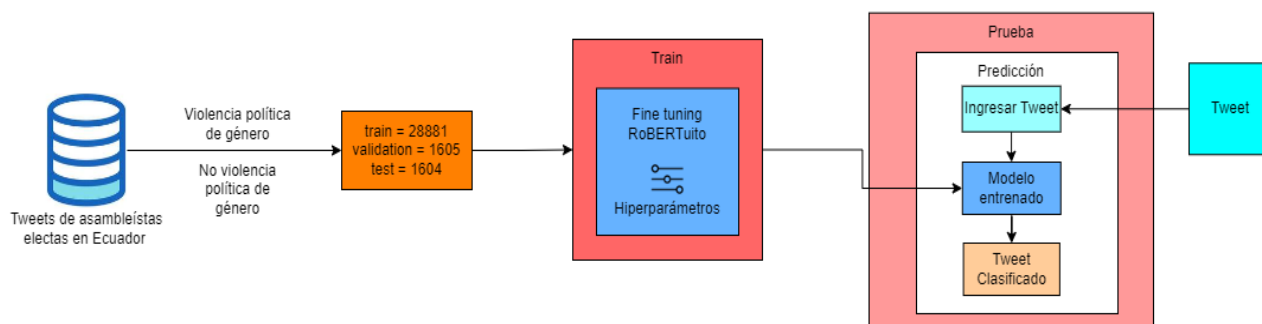 Tweets de asambleístas
electas en Ecuador
Violencia política
de género
No violencia
política de
género
train = 28881
validation = 1605
test = 1604
Train
Fine tuning
RoBERTuito
Hiperparámetros
Prueba
Predicción
Ingresar Tweet
Modelo
entrenado
Tweet
Clasificado
Tweet